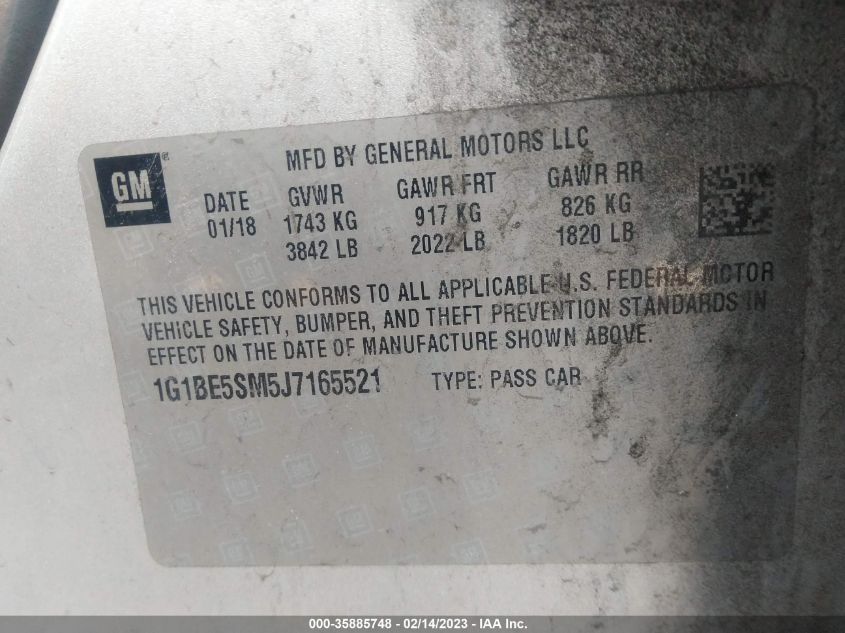 GM®
MFD BY GENERAL MOTORS LLC
DATE GVWR GAWR FRT GAWR RR
01/18 1743 KG 917 KG 826 KG
3842 LB 2022 LB 1820 LB
THIS VEHICLE CONFORMS TO ALL APPLICABLE U.S. FEDERAL MOTOR
VEHICLE SAFETY, BUMPER, AND THEFT PREVENTION STANDARDS IN
EFFECT ON THE DATE OF MANUFACTURE SHOWN ABOVE.
1G1BE5SM5J7165521 TYPE: PASS CAR
000-35885748 - 02/14/2023 - IAA Inc.